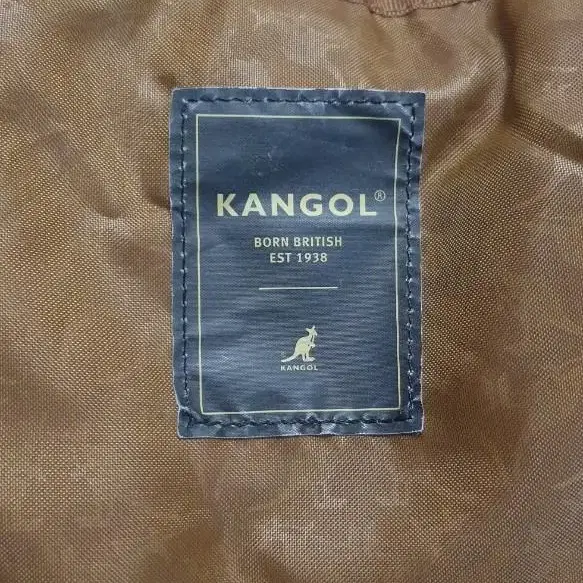 KANGOL®
BORN BRITISH
EST 1938
KANGOL